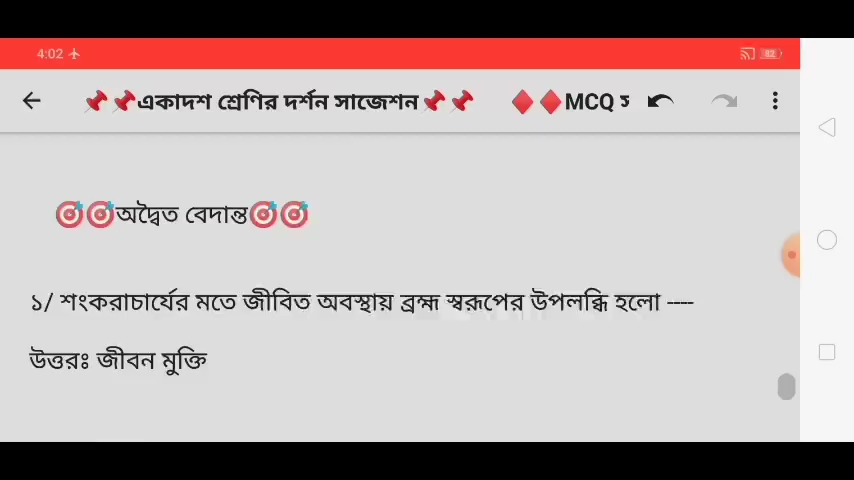 4:02
82
📌📌একাদশ শ্রেণির দর্শন সাজেশন📌📌 ♦️♦️MCQ স
🎯🎯অদ্বৈত বেদান্ত🎯🎯
১/ শংকরাচার্যের মতে জীবিত অবস্থায় ব্রহ্ম স্বরূপের উপলব্ধি হলো ----
উত্তরঃ জীবন মুক্তি